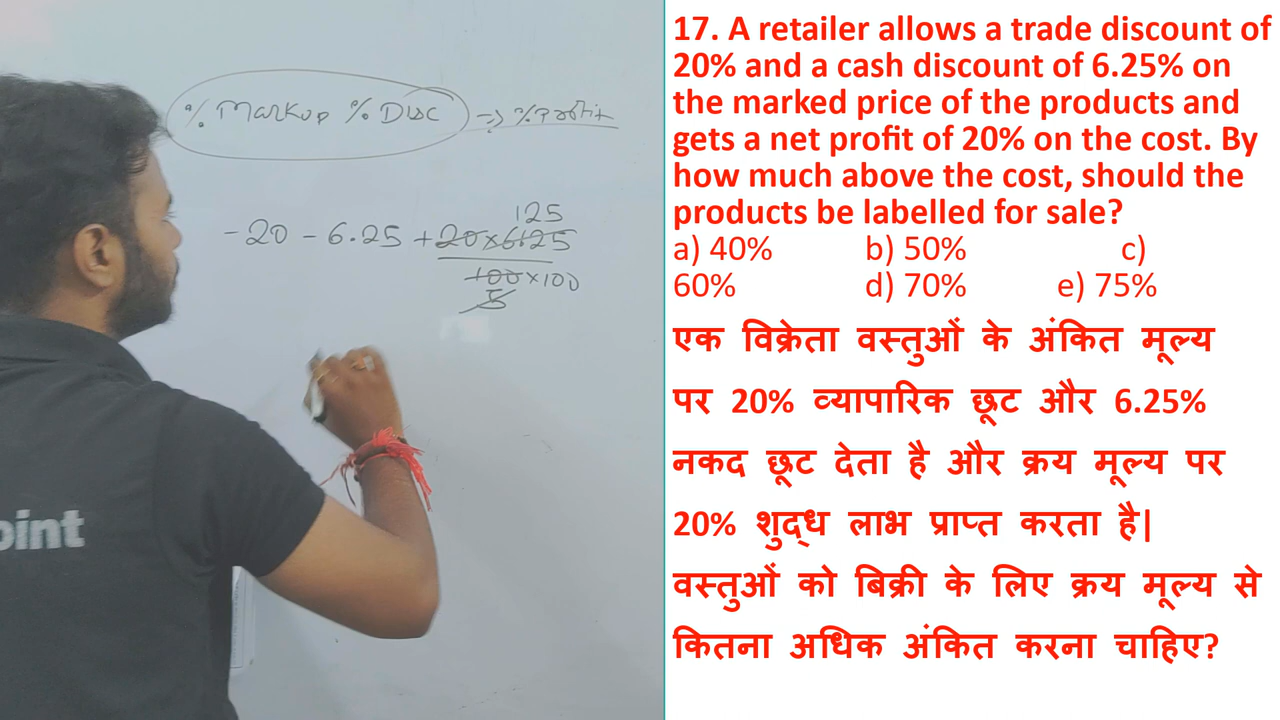 % Markup % Disc → % Profit
125
-20 - 6.25 + 20×6.25
100×100
5
oint
17. A retailer allows a trade discount of
20% and a cash discount of 6.25% on
the marked price of the products and
gets a net profit of 20% on the cost. By
how much above the cost, should the
products be labelled for sale?
a) 40% b) 50% c)
60% d) 70% e) 75%
एक विक्रेता वस्तुओं के अंकित मूल्य
पर 20% व्यापारिक छूट और 6.25%
नकद छूट देता है और क्रय मूल्य पर
20% शुद्ध लाभ प्राप्त करता है|
वस्तुओं को बिक्री के लिए क्रय मूल्य से
कितना अधिक अंकित करना चाहिए?